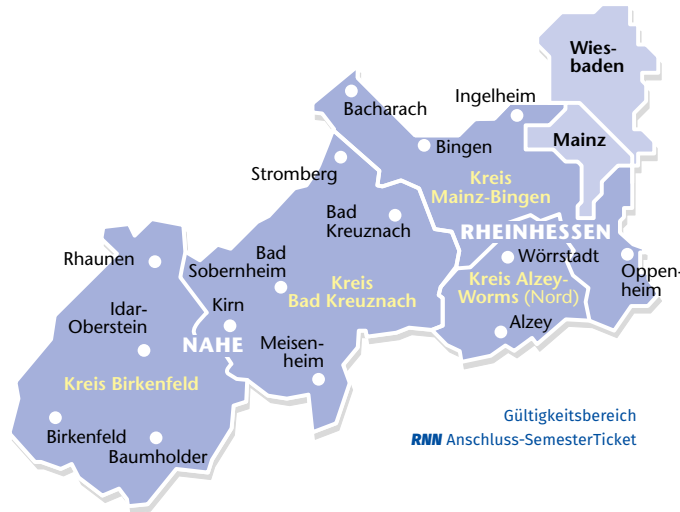 Wies-
baden
Bacharach
Ingelheim
Bingen
Mainz
Stromberg
Kreis
Mainz-Bingen
Bad
Kreuznach
RHEINHESSEN
Rhaunen
Bad
Sobernheim
Wörrstadt
Oppen-
heim
Kreis
Bad Kreuznach
Kreis Alzey-
Worms (Nord)
Idar-
Oberstein
Kirn
Alzey
NAHE
Meisen-
heim
Kreis Birkenfeld
Birkenfeld
Baumholder
Gültigkeitsbereich
RNN Anschluss-SemesterTicket